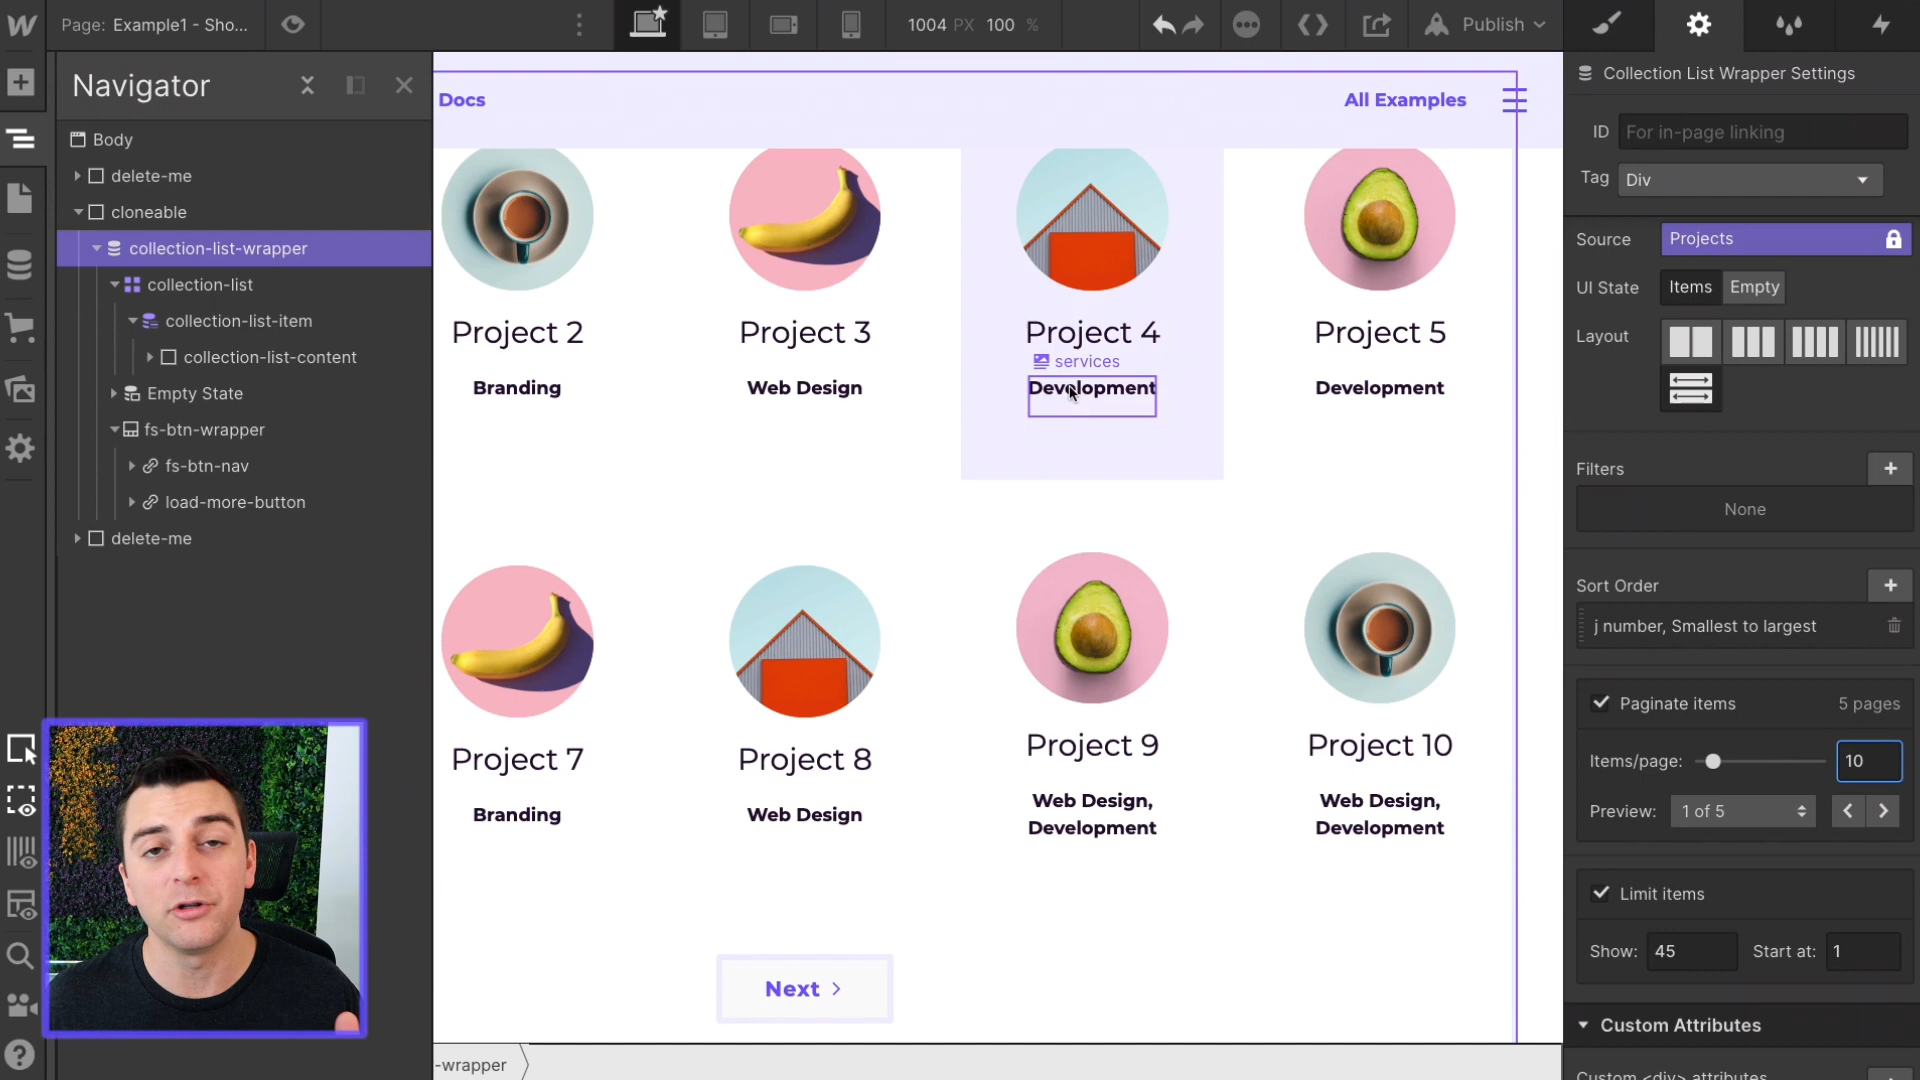 Page: Example1 - Sho...
1004 PX 100 %
Publish
Navigator
Body
delete-me
cloneable
collection-list-wrapper
collection-list
collection-list-item
collection-list-content
Empty State
fs-btn-wrapper
fs-btn-nav
load-more-button
delete-me
Docs
All Examples
Project 2
Branding
Project 3
Web Design
Project 4
services
Development
Project 5
Development
Project 7
Branding
Project 8
Web Design
Project 9
Web Design,
Development
Project 10
Web Design,
Development
Next
-wrapper
Collection List Wrapper Settings
ID For in-page linking
Tag Div
Source Projects
UI State Items Empty
Layout
Filters
None
Sort Order
j number, Smallest to largest
Paginate items 5 pages
Items/page: 10
Preview: 1 of 5
Limit items
Show: 45 Start at: 1
Custom Attributes
Custom <div> attributes